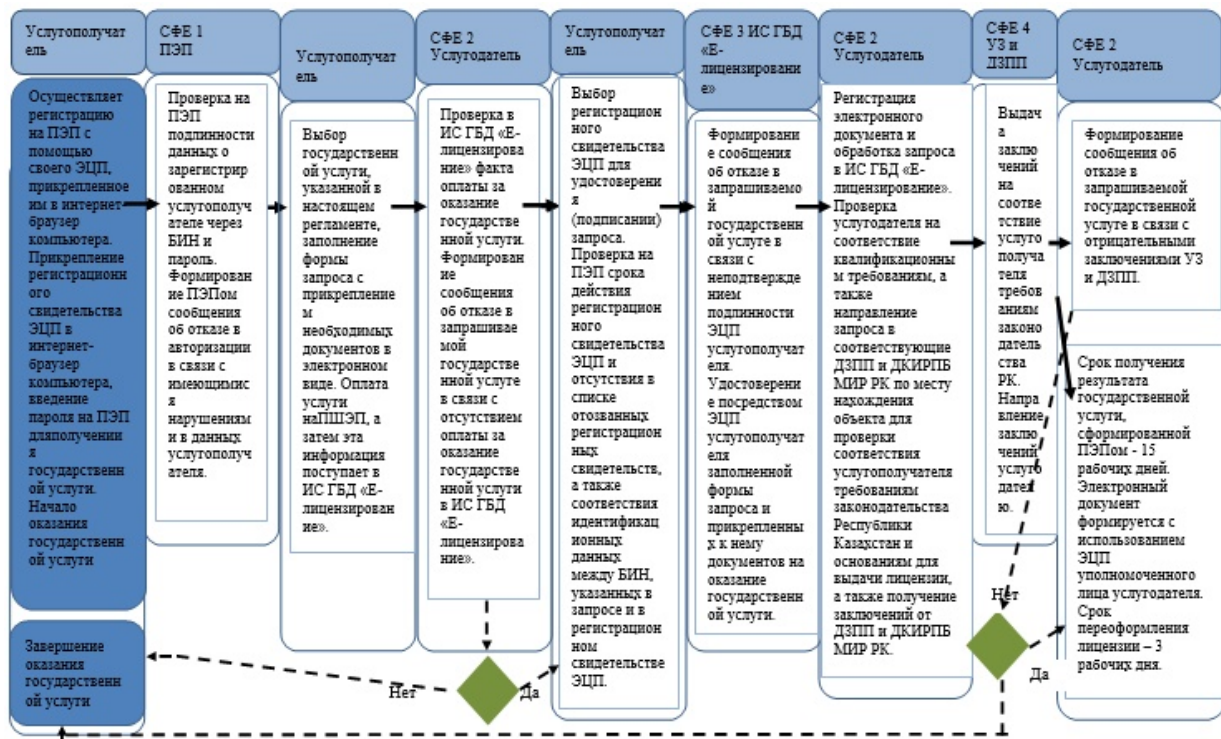 Услугополучат
ель
Осуществляет
регистрацию
на ПЭП с
помощью
своего ЭЦП,
прикрепленное
им в интернет-
браузер
компьютера.
Прикрепление
регистрационн
ого
свидетельства
ЭЦП в
интернет-
браузер
компьютера,
введение
пароля на ПЭП
дляполучени
я
государственн
ой услуги.
Начало
оказания
государственн
ой услуги
Завершение
оказания
государственн
ой услуги
СФЕ 1
ПЭП
Проверка на
ПЭП
подлинности
данных о
зарегистрир
ованном
услугополуч
ателе через
БИН и
пароль.
Формирован
ие ПЭПом
сообщения
об отказе в
авторизации
в связи с
имеющимис
я
нарушениям
и в данных
услугополуч
ателя.
Услугополучат
ель
Выбор
государственн
ой услуги,
указанной в
настоящем
регламенте,
заполнение
формы
запроса с
прикрепление
м
необходимых
документов в
электронном
виде. Оплата
услуги
наПШЭП, а
затем эта
информация
поступает в
ИС ГБД «Е-
лицензирован
ие».
СФЕ 2
Услугодатель
Проверка в
ИС ГБД «Е-
лицензирова
ние» факта
оплаты за
оказание
государстве
нной услуги.
Формирован
ие
сообщения
об отказе в
запрашивае
мой
государстве
нной услуге
в связи с
отсутствием
оплаты за
оказание
государстве
нной услуги
в ИС ГБД
«Е-
лицензирова
ние».
Нет
Да
Услугополучат
ель
Выбор
регистрацион
ного
свидетельства
ЭЦП для
удостоверени
я
(подписании)
запроса.
Проверка на
ПЭП срока
действия
регистрацион
ного
свидетельства
ЭЦП и
отсутствия в
списке
отозванных
регистрацион
ных
свидетельств,
а также
соответствия
идентификац
ионных
данных
между БИН,
указанных в
запросе и в
регистрацион
ном
свидетельстве
ЭЦП.
СФЕ 3 ИС ГБД
«Е-
лицензировани
е»
Формировани
е сообщения
об отказе в
запрашиваемо
й
государственн
ой услуге в
связи с
неподтвержде
нием
подлинности
ЭЦП
услугополучат
еля.
Удостоверени
е посредством
ЭЦП
услугополучат
еля
заполненной
формы
запроса и
прикрепленны
х к нему
документов на
оказание
государственн
ой услуги.
СФЕ 2
Услугодатель
Регистрация
электронного
документа и
обработка запроса
в ИС ГБД «Е-
лицензирование».
Проверка
услугодателя на
соответствие
квалификационны
м требованиям, а
также
направление
запроса в
соответствующие
ДЗПП и ДКИРПБ
МИР РК по месту
нахождения
объекта для
проверки
соответствия
услугополучателя
требованиям
законодательства
Республики
Казахстан и
основаниям для
выдачи лицензии,
а также получение
заключений от
ДЗПП и ДКИРПБ
МИР РК.
СФЕ 4
УЗ и
ДЗПП
Выдач
а
заклю
чений
на
соотве
тствие
услуго
получа
теля
требов
аниям
законо
датель
ства
РК.
Направ
ление
заклю
чений
услуго
дател
ю.
Нет
Да
СФЕ 2
Услугодатель
Формирование
сообщения об
отказе в
запрашиваемой
государственной
услуге в связи с
отрицательными
заключениями УЗ
и ДЗПП.
Срок получения
результата
государственной
услуги,
сформированной
ПЭПом - 15
рабочих дней.
Электронный
документ
формируется с
использованием
ЭЦП
уполномоченного
лица услугодателя.
Срок
переоформления
лицензии – 3
рабочих дня.